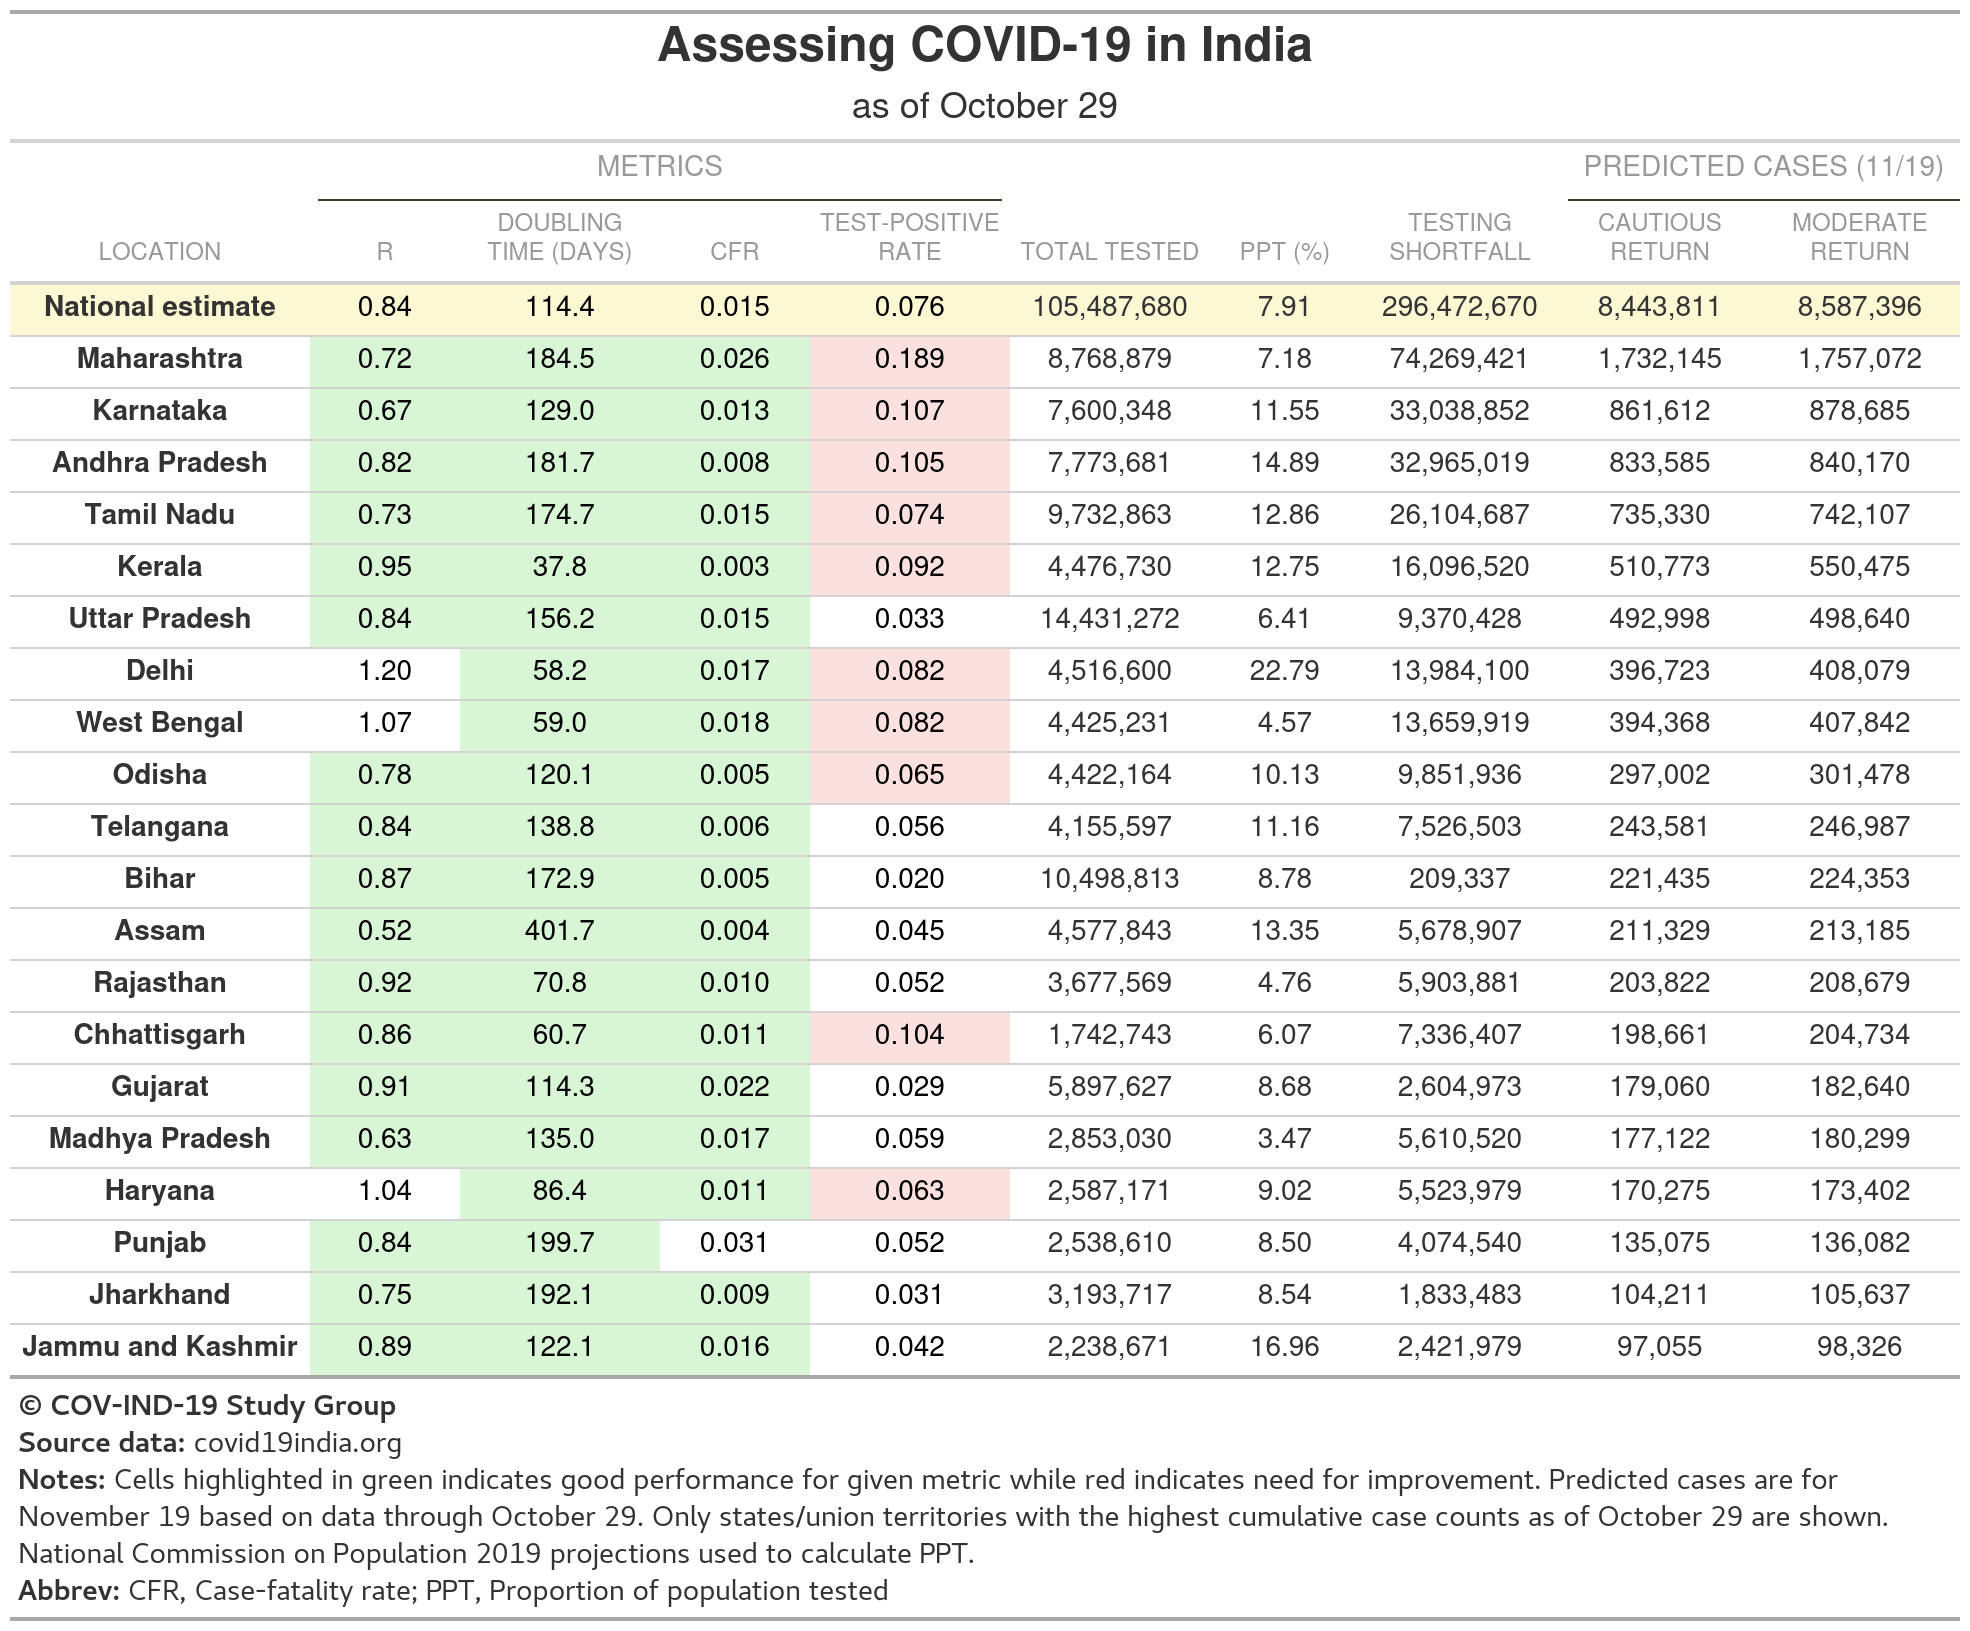 Assessing COVID-19 in India
as of October 29
METRICS PREDICTED CASES (11/19)
LOCATION R DOUBLING TIME (DAYS) CFR TEST-POSITIVE RATE TOTAL TESTED PPT (%) TESTING SHORTFALL CAUTIOUS RETURN MODERATE RETURN
National estimate 0.84 114.4 0.015 0.076 105,487,680 7.91 296,472,670 8,443,811 8,587,396
Maharashtra 0.72 184.5 0.026 0.189 8,768,879 7.18 74,269,421 1,732,145 1,757,072
Karnataka 0.67 129.0 0.013 0.107 7,600,348 11.55 33,038,852 861,612 878,685
Andhra Pradesh 0.82 181.7 0.008 0.105 7,773,681 14.89 32,965,019 833,585 840,170
Tamil Nadu 0.73 174.7 0.015 0.074 9,732,863 12.86 26,104,687 735,330 742,107
Kerala 0.95 37.8 0.003 0.092 4,476,730 12.75 16,096,520 510,773 550,475
Uttar Pradesh 0.84 156.2 0.015 0.033 14,431,272 6.41 9,370,428 492,998 498,640
Delhi 1.20 58.2 0.017 0.082 4,516,600 22.79 13,984,100 396,723 408,079
West Bengal 1.07 59.0 0.018 0.082 4,425,231 4.57 13,659,919 394,368 407,842
Odisha 0.78 120.1 0.005 0.065 4,422,164 10.13 9,851,936 297,002 301,478
Telangana 0.84 138.8 0.006 0.056 4,155,597 11.16 7,526,503 243,581 246,987
Bihar 0.87 172.9 0.005 0.020 10,498,813 8.78 209,337 221,435 224,353
Assam 0.52 401.7 0.004 0.045 4,577,843 13.35 5,678,907 211,329 213,185
Rajasthan 0.92 70.8 0.010 0.052 3,677,569 4.76 5,903,881 203,822 208,679
Chhattisgarh 0.86 60.7 0.011 0.104 1,742,743 6.07 7,336,407 198,661 204,734
Gujarat 0.91 114.3 0.022 0.029 5,897,627 8.68 2,604,973 179,060 182,640
Madhya Pradesh 0.63 135.0 0.017 0.059 2,853,030 3.47 5,610,520 177,122 180,299
Haryana 1.04 86.4 0.011 0.063 2,587,171 9.02 5,523,979 170,275 173,402
Punjab 0.84 199.7 0.031 0.052 2,538,610 8.50 4,074,540 135,075 136,082
Jharkhand 0.75 192.1 0.009 0.031 3,193,717 8.54 1,833,483 104,211 105,637
Jammu and Kashmir 0.89 122.1 0.016 0.042 2,238,671 16.96 2,421,979 97,055 98,326
© COV-IND-19 Study Group
Source data: covid19india.org
Notes: Cells highlighted in green indicates good performance for given metric while red indicates need for improvement. Predicted cases are for
November 19 based on data through October 29. Only states/union territories with the highest cumulative case counts as of October 29 are shown.
National Commission on Population 2019 projections used to calculate PPT.
Abbrev: CFR, Case-fatality rate; PPT, Proportion of population tested